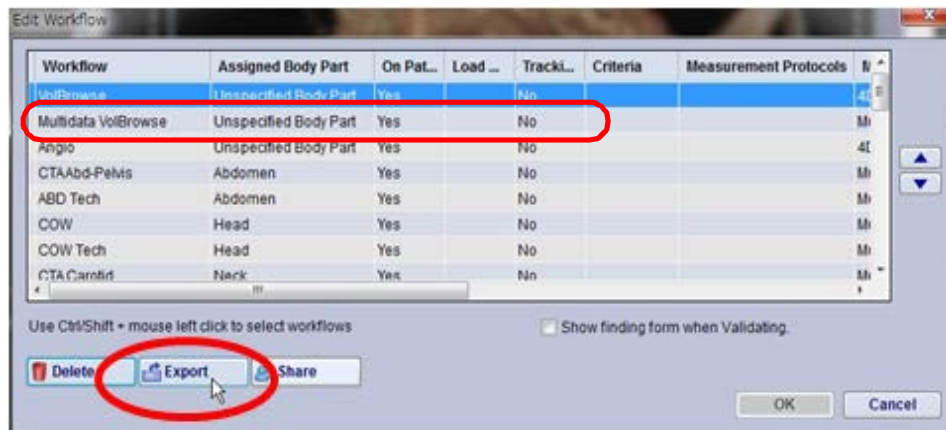 Edit Workflow
Workflow Assigned Body Part On Pat... Load ... Tracki... Criteria Measurement Protocols
VolBrowse Unspecified Body Part Yes No
Multidata VolBrowse Unspecified Body Part Yes No
Angio Unspecified Body Part Yes No
CTAAbd-Pelvis Abdomen Yes No
ABD Tech Abdomen Yes No
COW Head Yes No
COW Tech Head Yes No
CTA Carotid Neck Yes No
Use Ctrl/Shift + mouse left click to select workflows
Show finding form when Validating.
Delete Export Share
OK Cancel